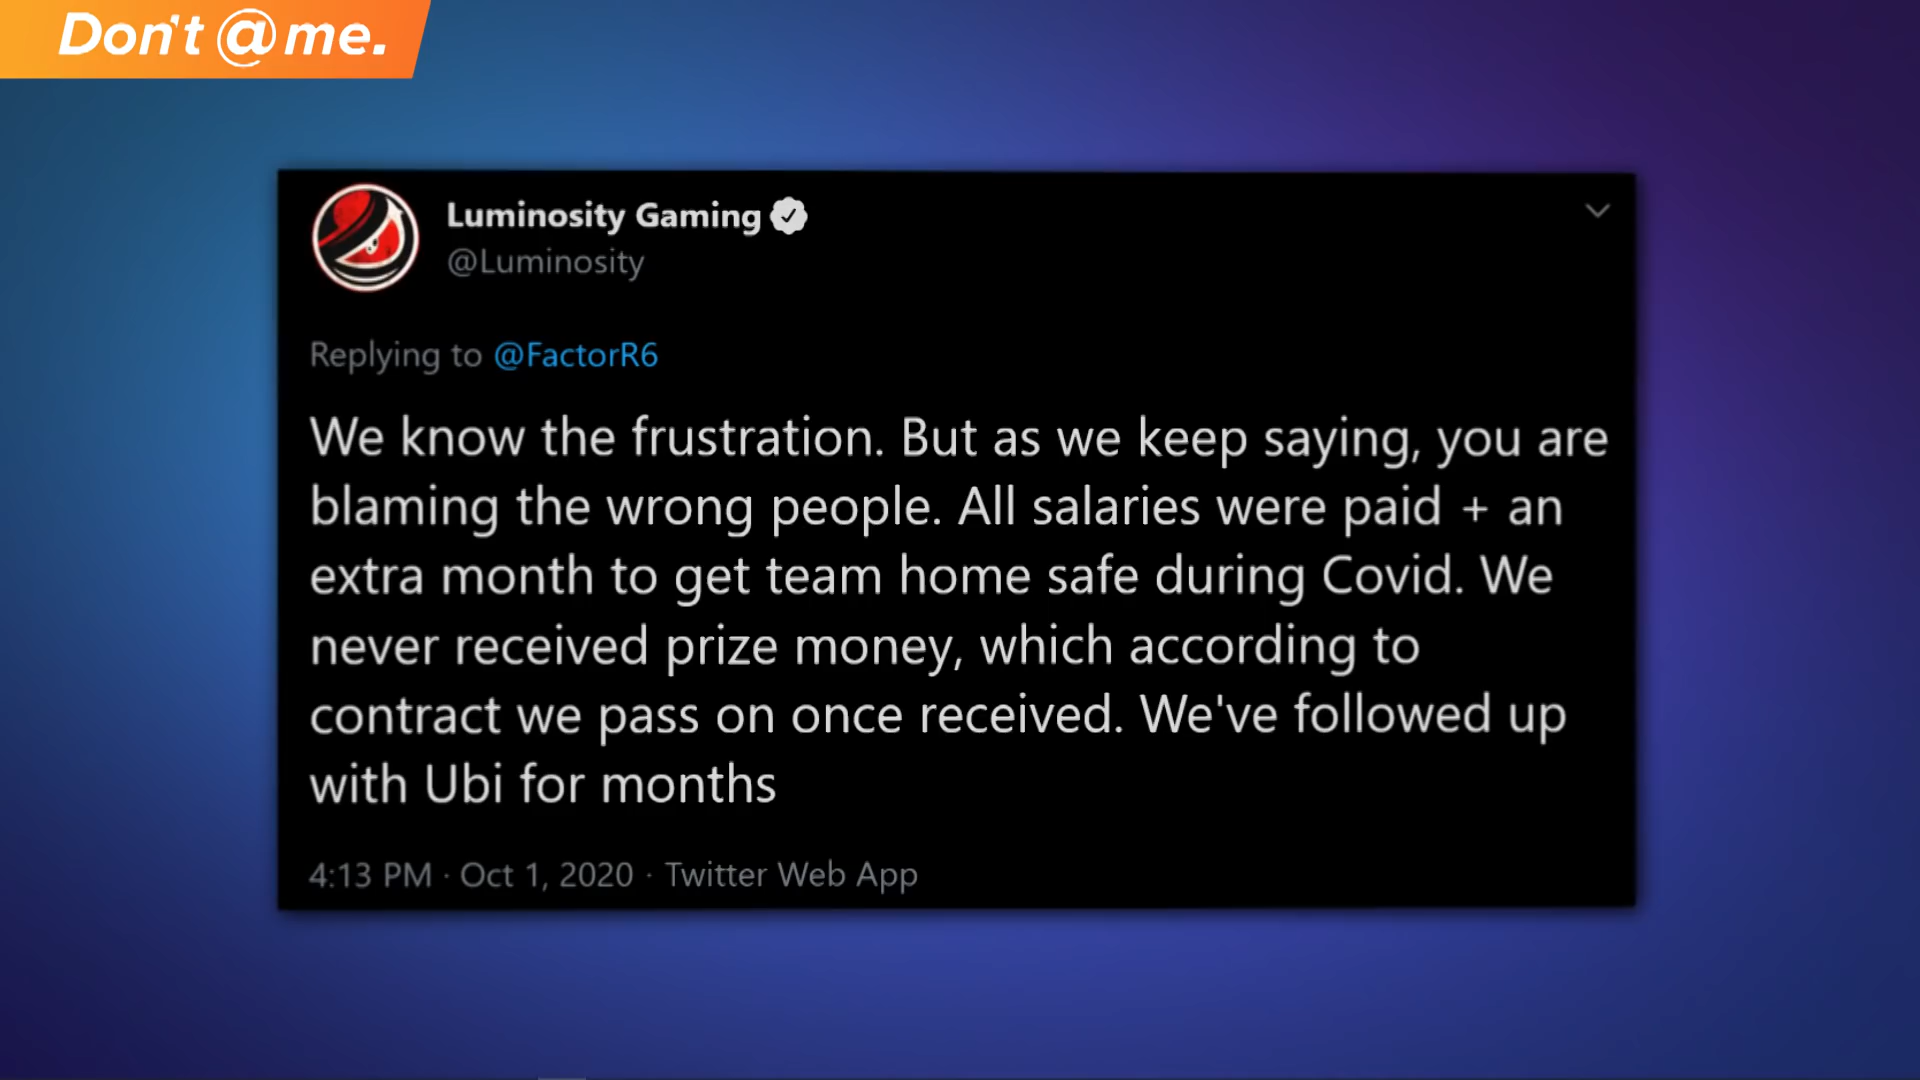 Don't @ me.
Luminosity Gaming
@Luminosity
Replying to @FactorR6
We know the frustration. But as we keep saying, you are
blaming the wrong people. All salaries were paid + an
extra month to get team home safe during Covid. We
never received prize money, which according to
contract we pass on once received. We've followed up
with Ubi for months
4:13 PM · Oct 1, 2020 · Twitter Web App